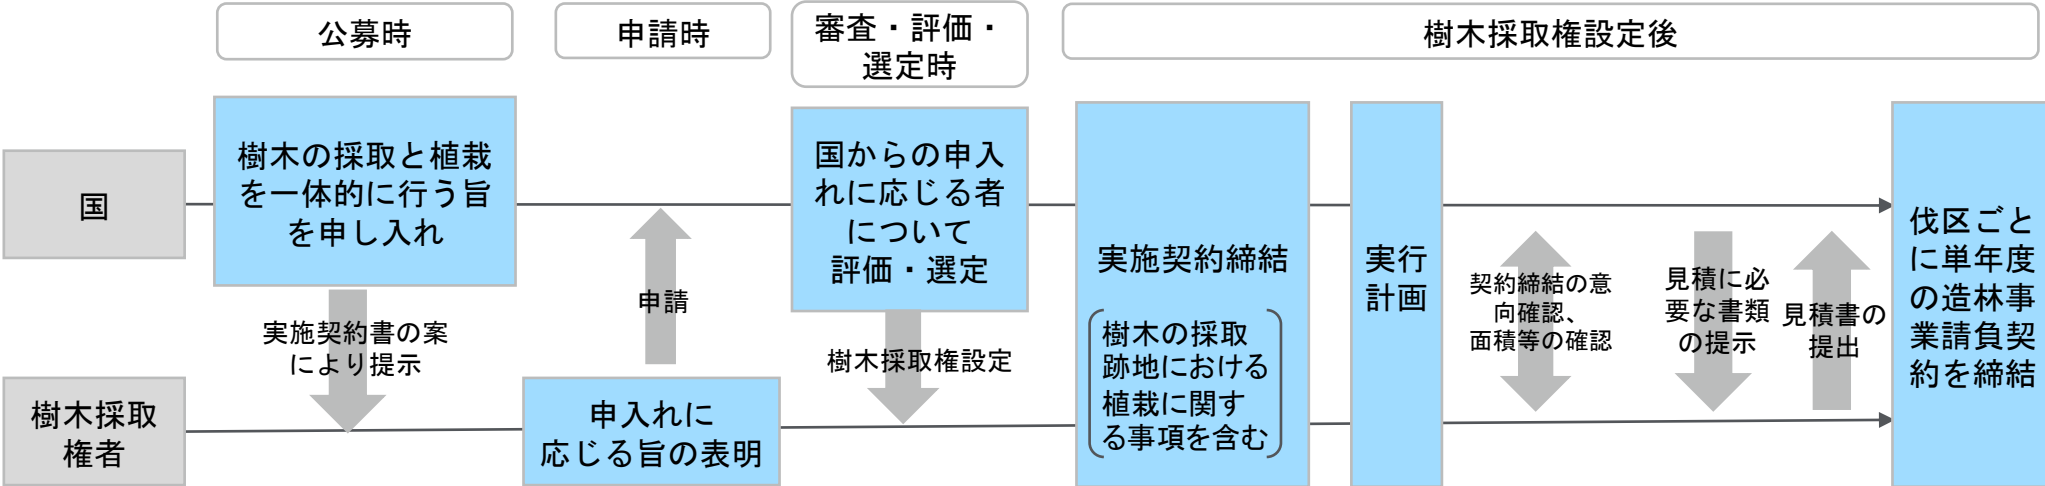 公募時
申請時
審査・評価・
選定時
樹木採取権設定後
国
樹木の採取と植栽
を一体的に行う旨
を申し入れ
国からの申入
れに応じる者
について
評価・選定
実施契約締結
樹木の採取
跡地における
植栽に関す
る事項を含む
実行
計画
伐区ごと
に単年度
の造林事
業請負契
約を締結
実施契約書の案
により提示
申請
樹木採取権設定
契約締結の意
向確認、
面積等の確認
見積に必
要な書類
の提示
見積書の
提出
樹木採取
権者
申入れに
応じる旨の表明